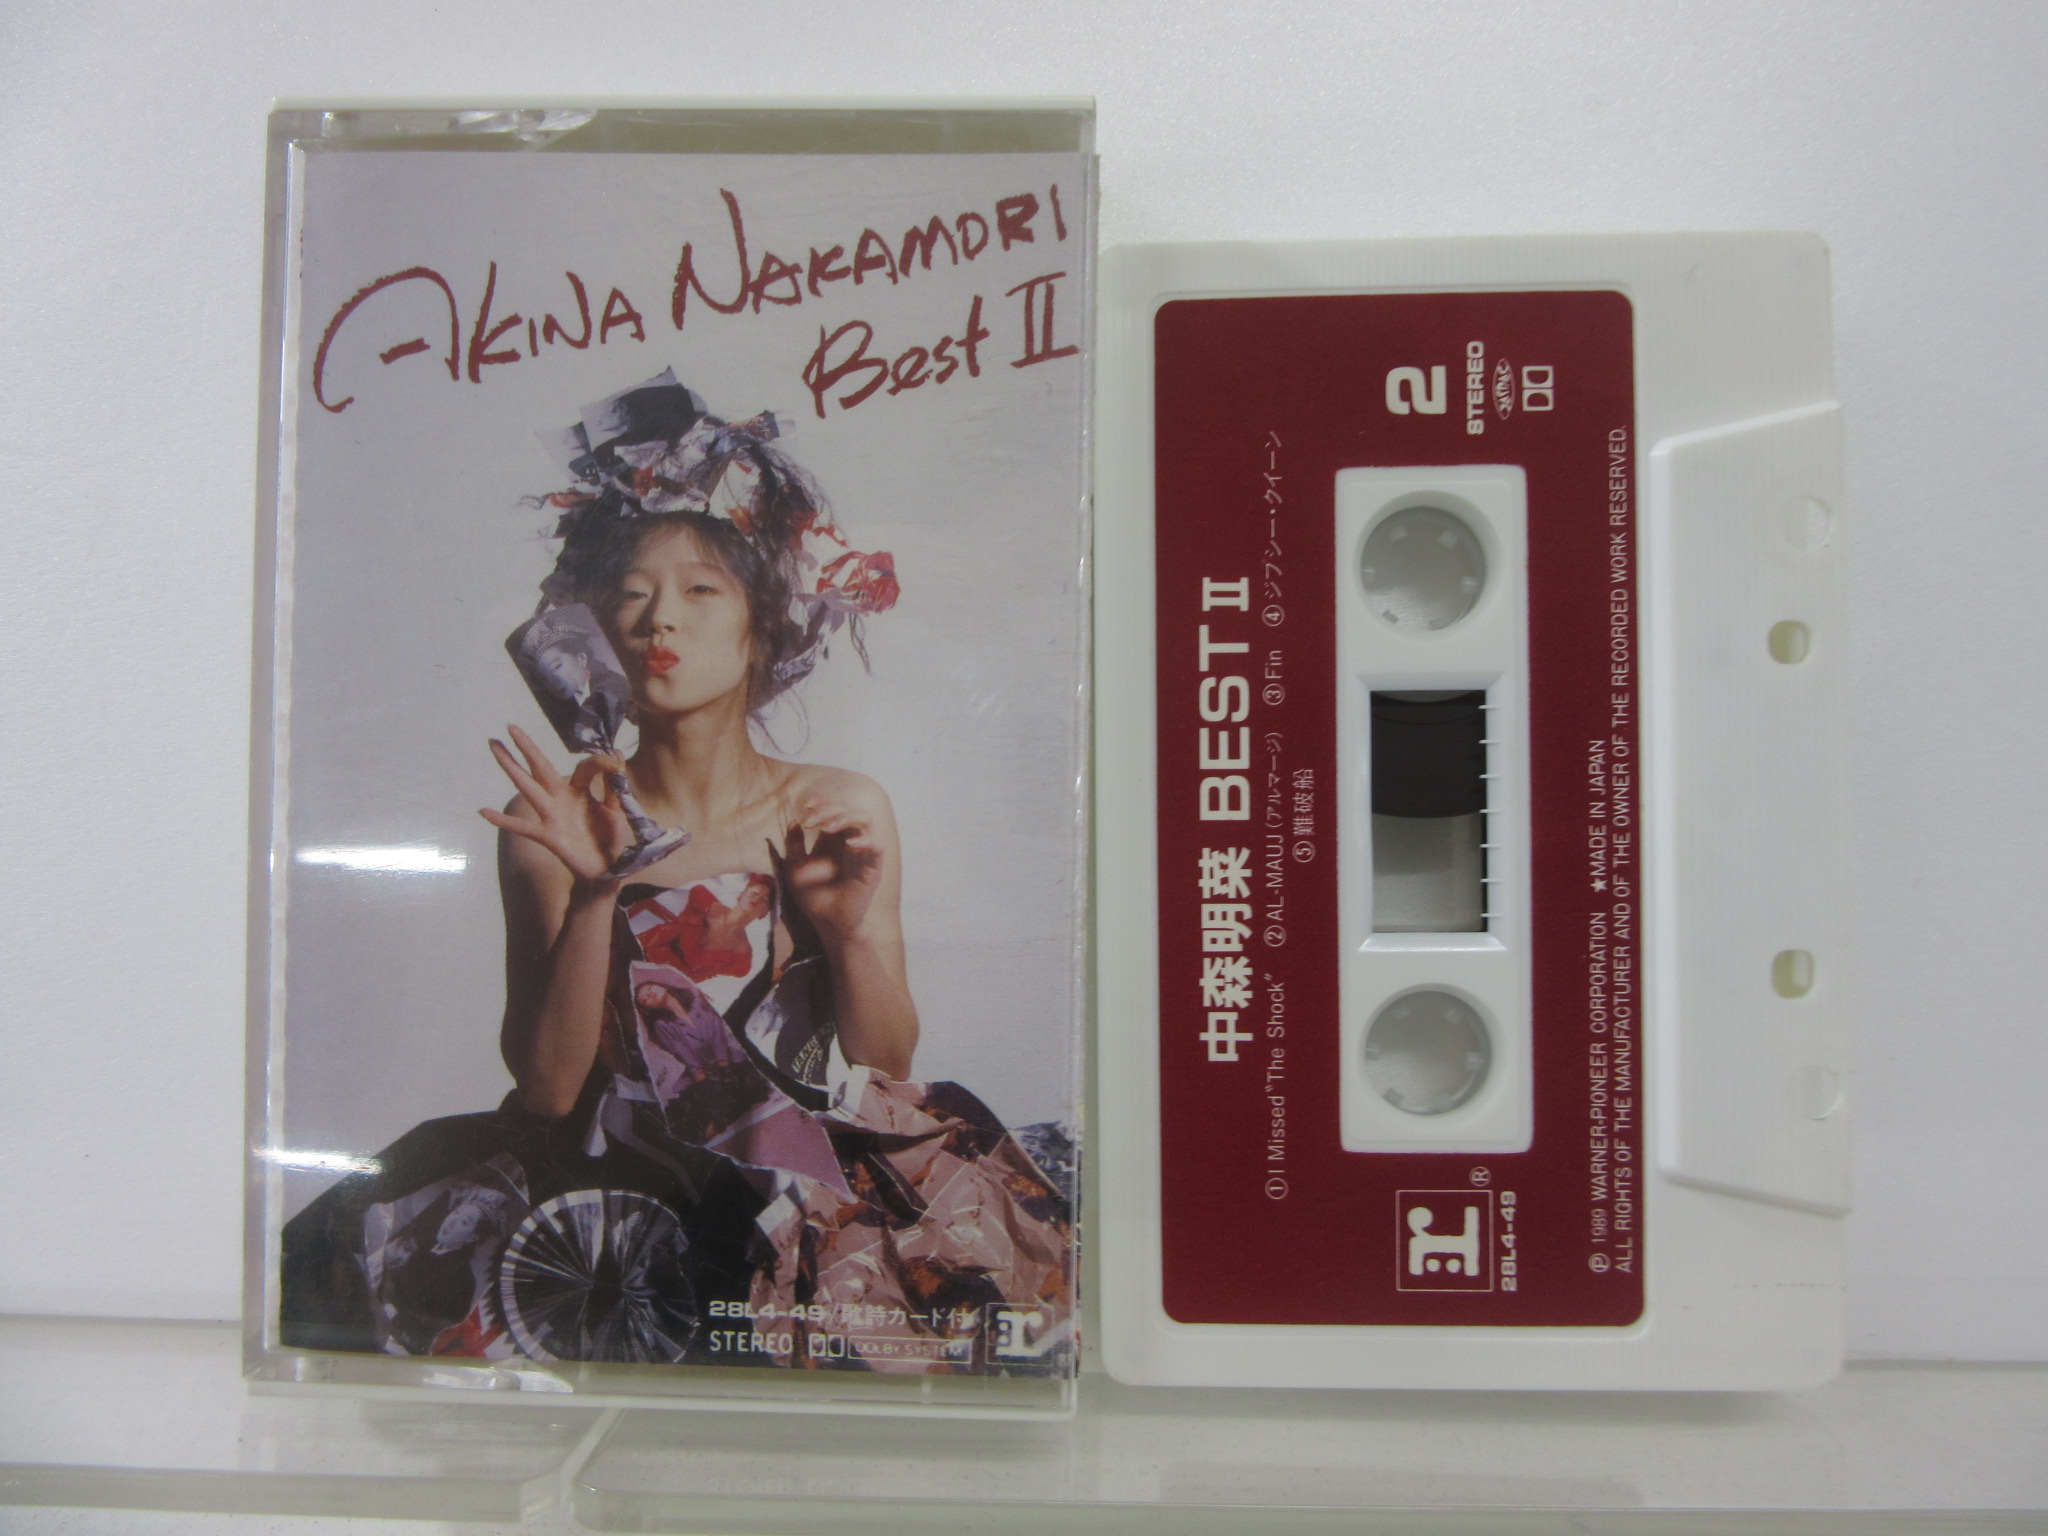 AKINA NAKAMORI
Best II
28L4-49/歌詩カード付
STEREO DOLBY SYSTEM
r
中森明菜 BEST II
①I Missed "The Shock" ②AL-MAUJ (アルマージ) ③Fin ④ジプシー・クイーン
⑤難破船
2
STEREO
r®
28L4-49
Ⓟ 1989 WARNER-PIONEER CORPORATION ★MADE IN JAPAN
ALL RIGHTS OF THE MANUFACTURER AND OF THE OWNER OF THE RECORDED WORK RESERVED.